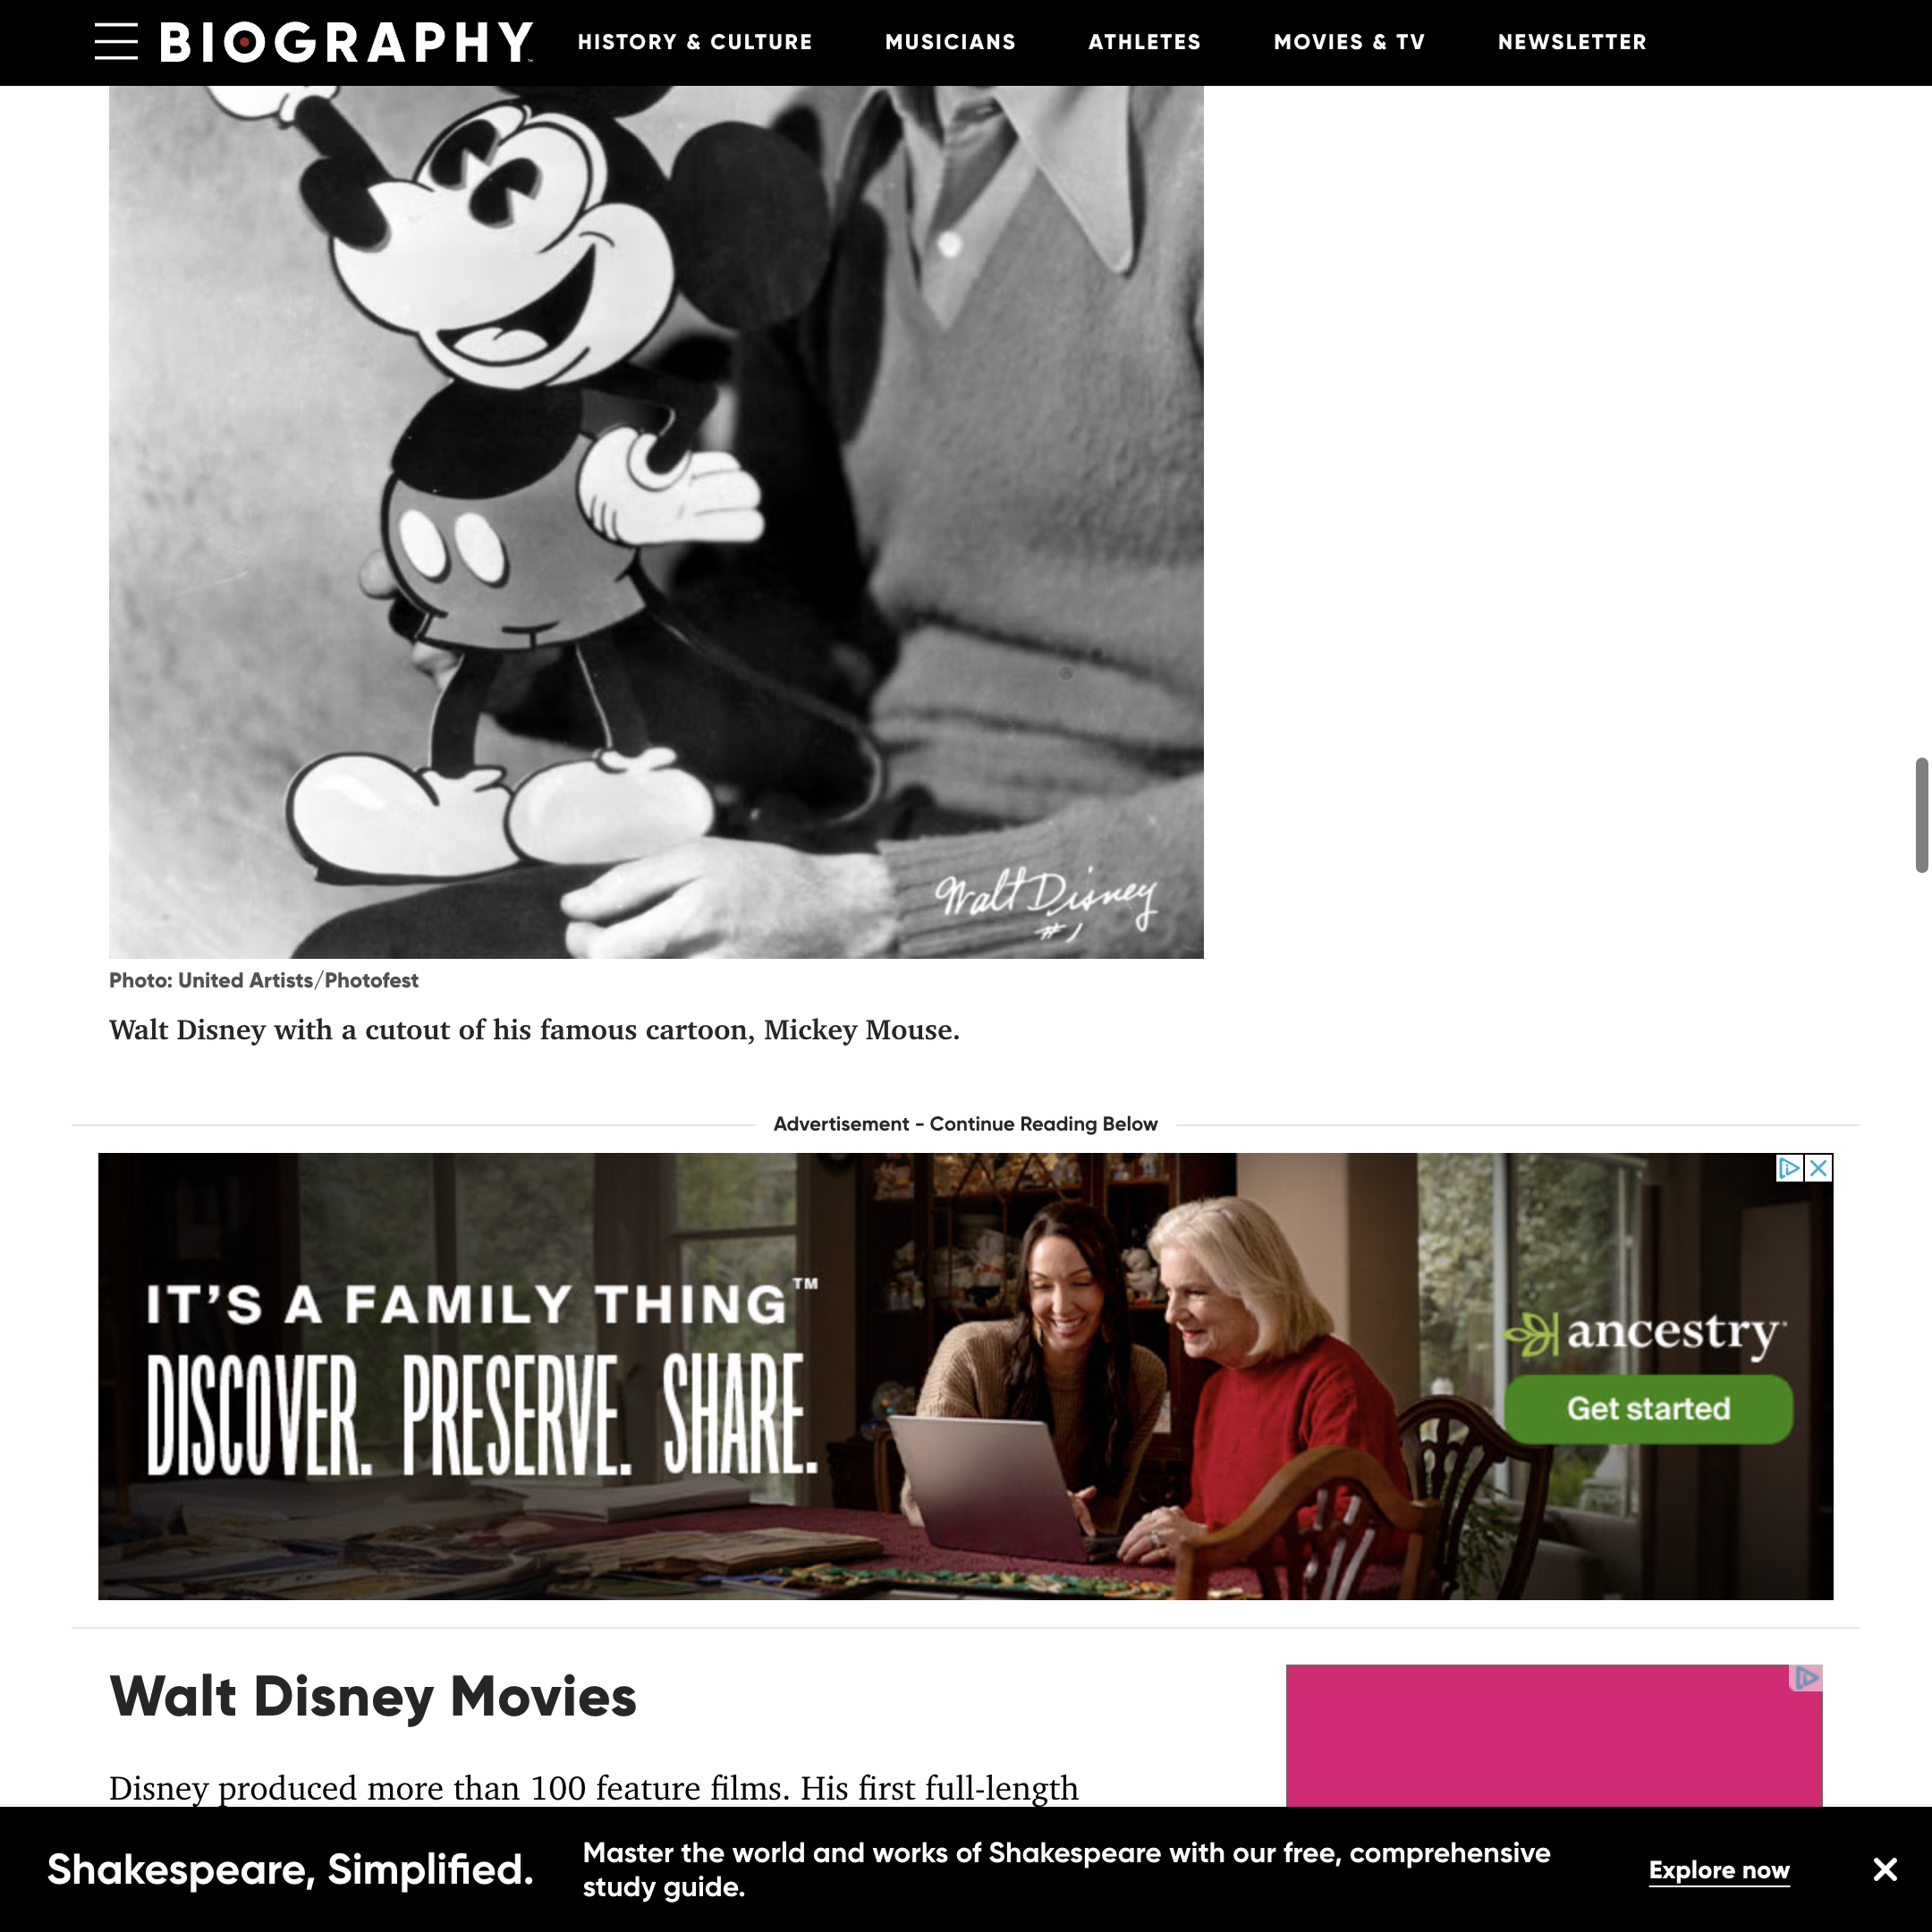 BIOGRAPHY
HISTORY & CULTURE
MUSICIANS
ATHLETES
MOVIES & TV
NEWSLETTER
Walt Disney
#1
Photo: United Artists/Photofest
Walt Disney with a cutout of his famous cartoon, Mickey Mouse.
Advertisement - Continue Reading Below
IT’S A FAMILY THING™
DISCOVER. PRESERVE. SHARE.
ancestry
Get started
Walt Disney Movies
Disney produced more than 100 feature films. His first full-length
Shakespeare, Simplified.
Master the world and works of Shakespeare with our free, comprehensive
study guide.
Explore now